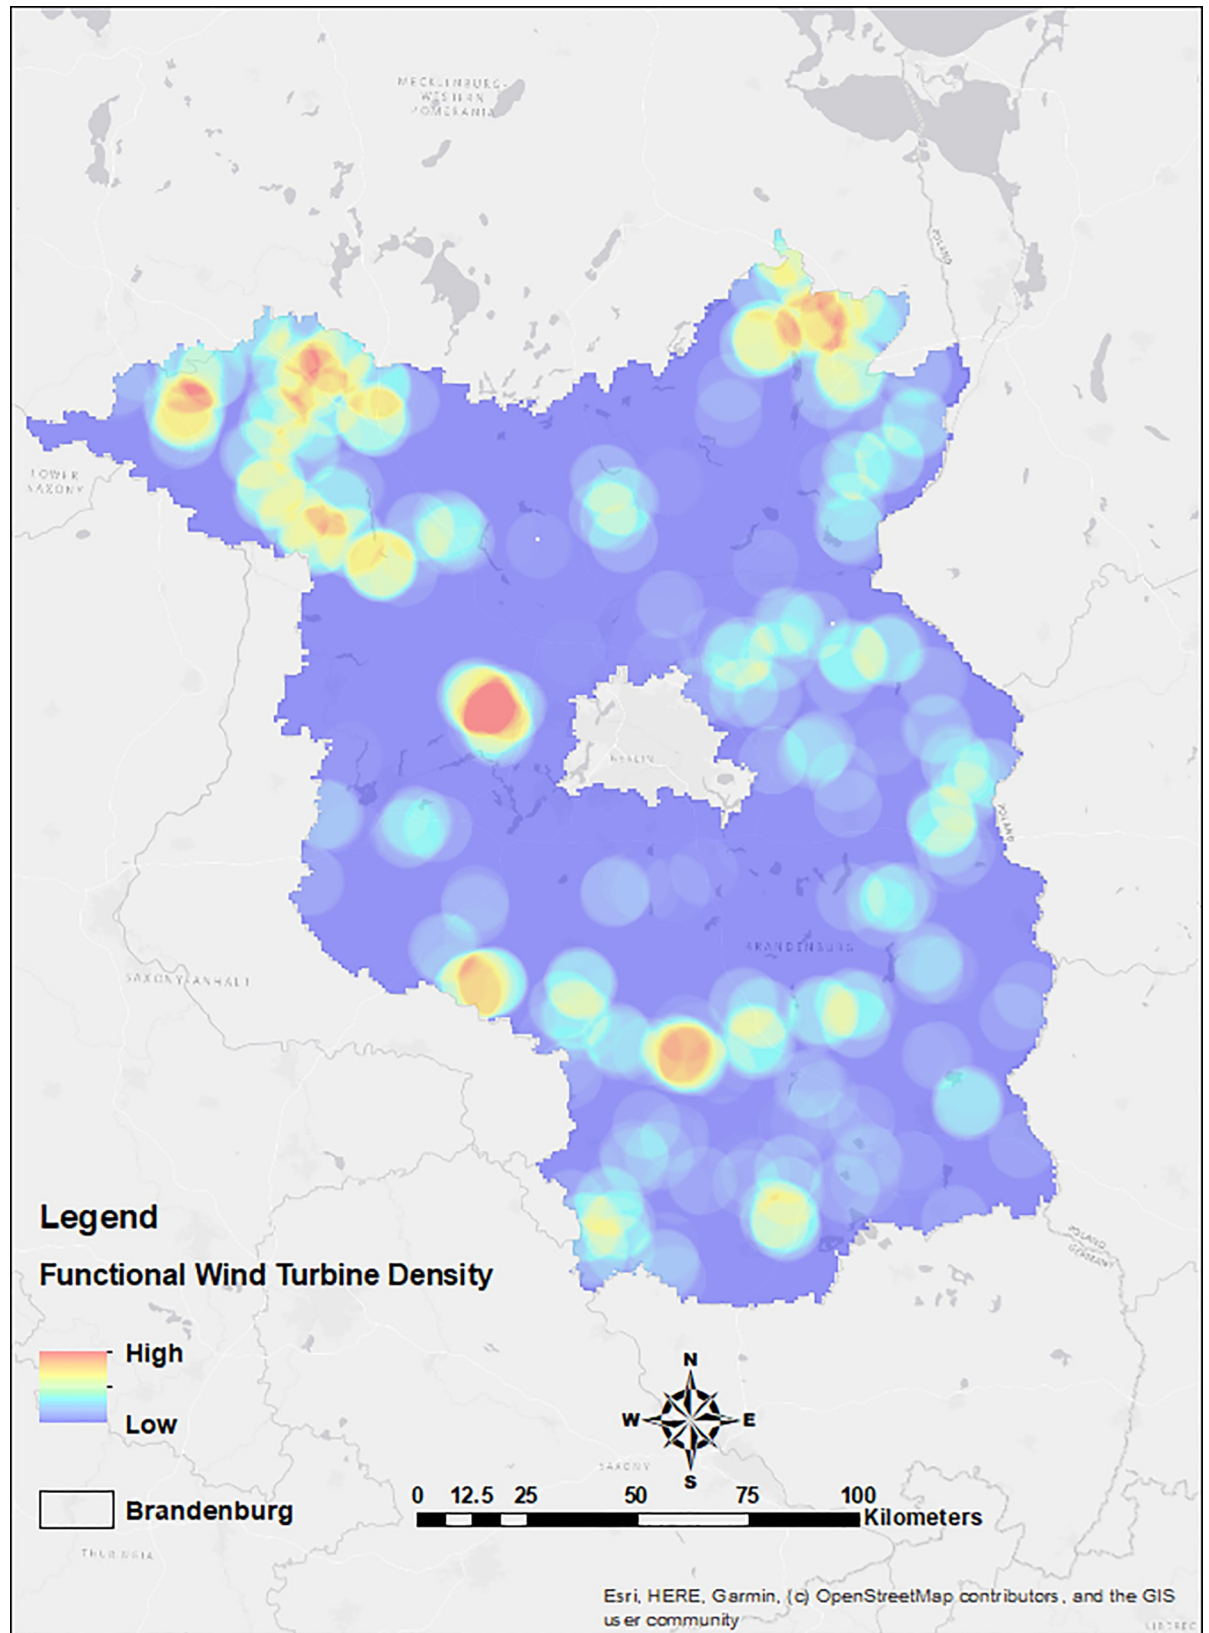 MECKLENBURG-
WESTERN
POMERANIA
POLAND
LOWER
SAXONY
BERLIN
BRANDENBURG
SAXONY-ANHALT
POLAND
GERMANY
Legend
Functional Wind Turbine Density
High
Low
Brandenburg
N
W E
S
SAXONY
0 12.5 25 50 75 100
Kilometers
THURINGIA
Esri, HERE, Garmin, (c) OpenStreetMap contributors, and the GIS
user community
LIBEREC